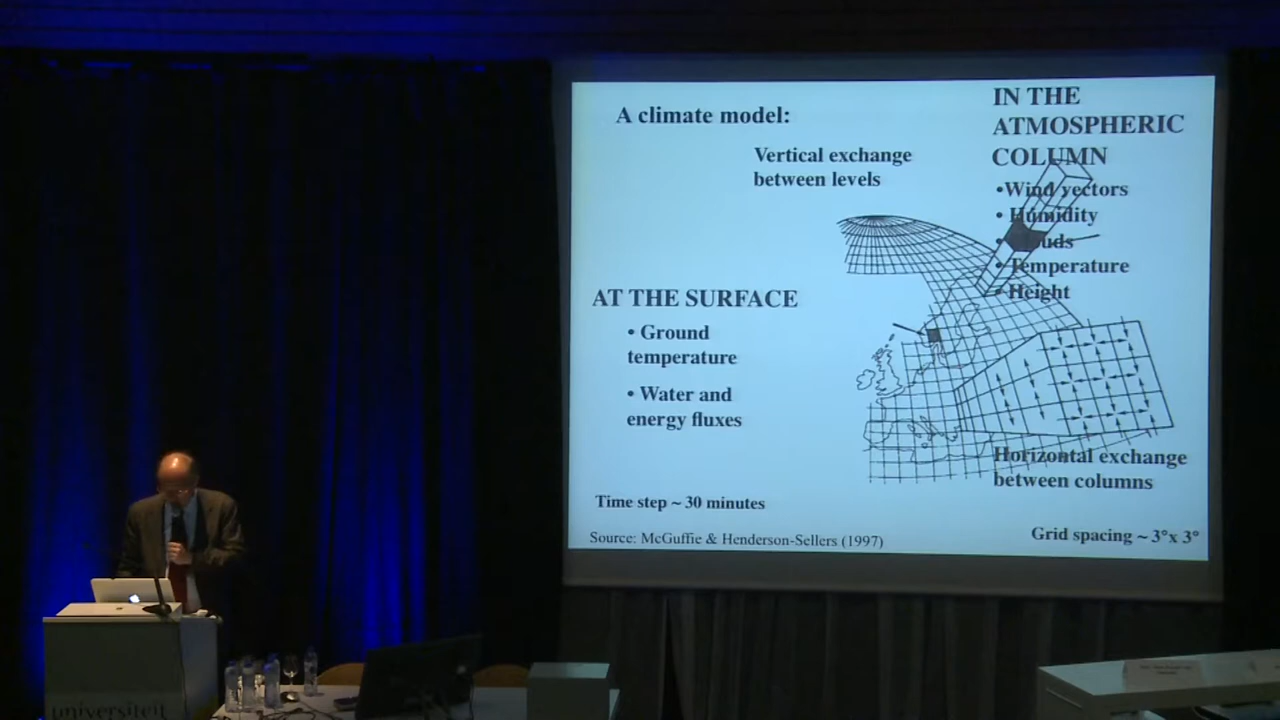 A climate model:
Vertical exchange
between levels
IN THE
ATMOSPHERIC
COLUMN
•Wind vectors
• Humidity
• Clouds
• Temperature
• Height
AT THE SURFACE
• Ground
temperature
• Water and
energy fluxes
Horizontal exchange
between columns
Time step ~ 30 minutes
Source: McGuffie & Henderson-Sellers (1997)
Grid spacing ~ 3°x 3°
universiteit